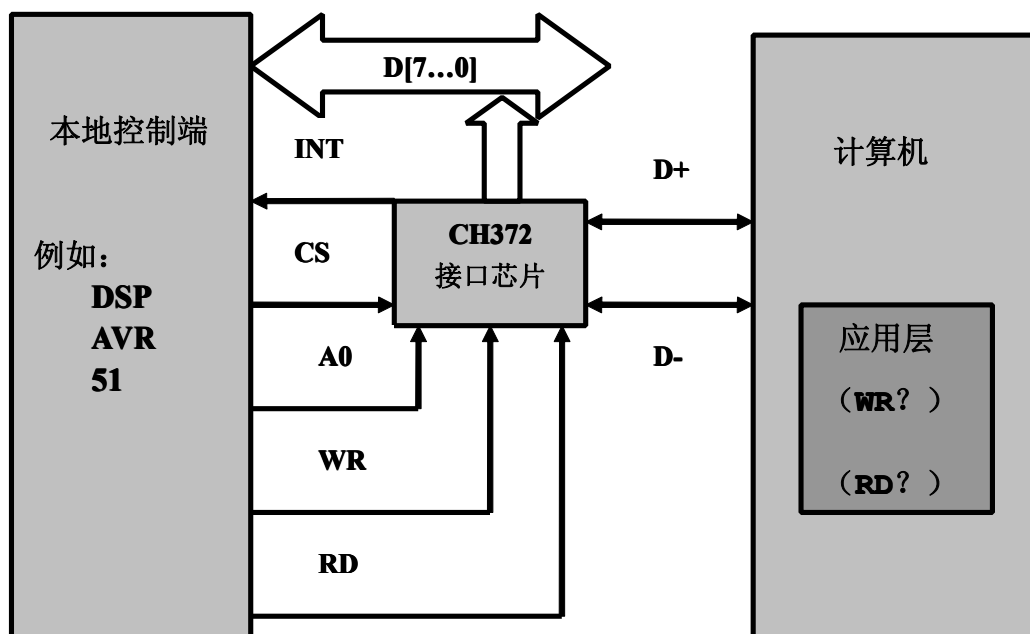 D[7…0]
本地控制端
例如：
DSP
AVR
51
INT
CS
A0
WR
RD
CH372
接口芯片
D+
D-
计算机
应用层
（WR？）
（RD？）